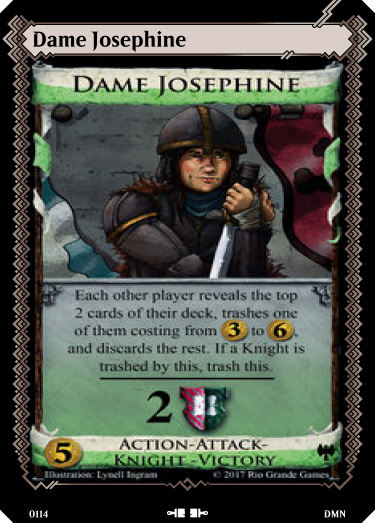 Dame Josephine
DAME JOSEPHINE
Each other player reveals the top
2 cards of their deck, trashes one
of them costing from 3 to 6,
and discards the rest. If a Knight is
trashed by this, trash this.
2
5
ACTION-ATTACK-
KNIGHT-VICTORY
Illustration: Lynell Ingram © 2017 Rio Grande Games
0114 DMN